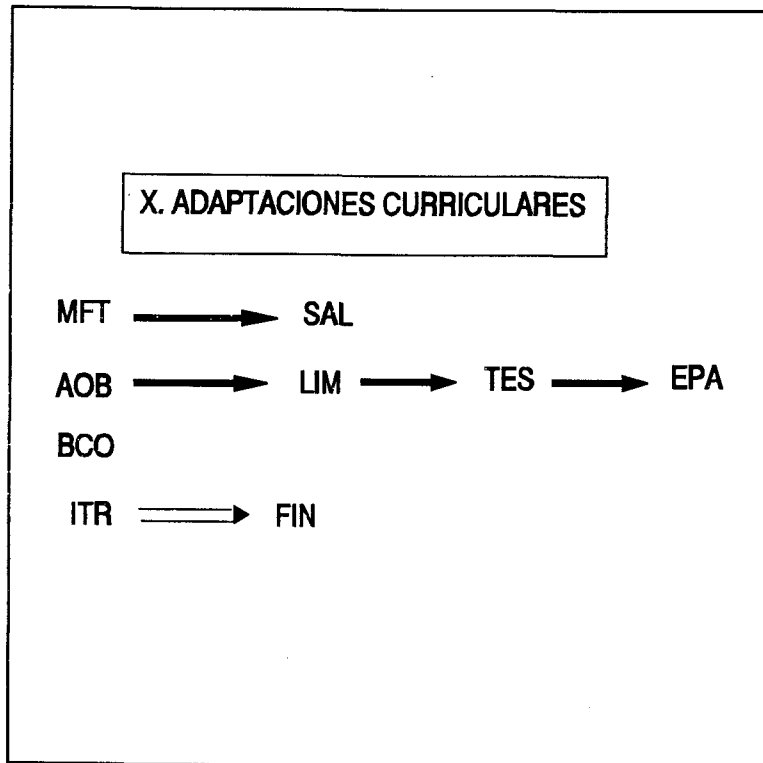 X. ADAPTACIONES CURRICULARES
MFT SAL
AOB LIM TES EPA
BCO
ITR FIN